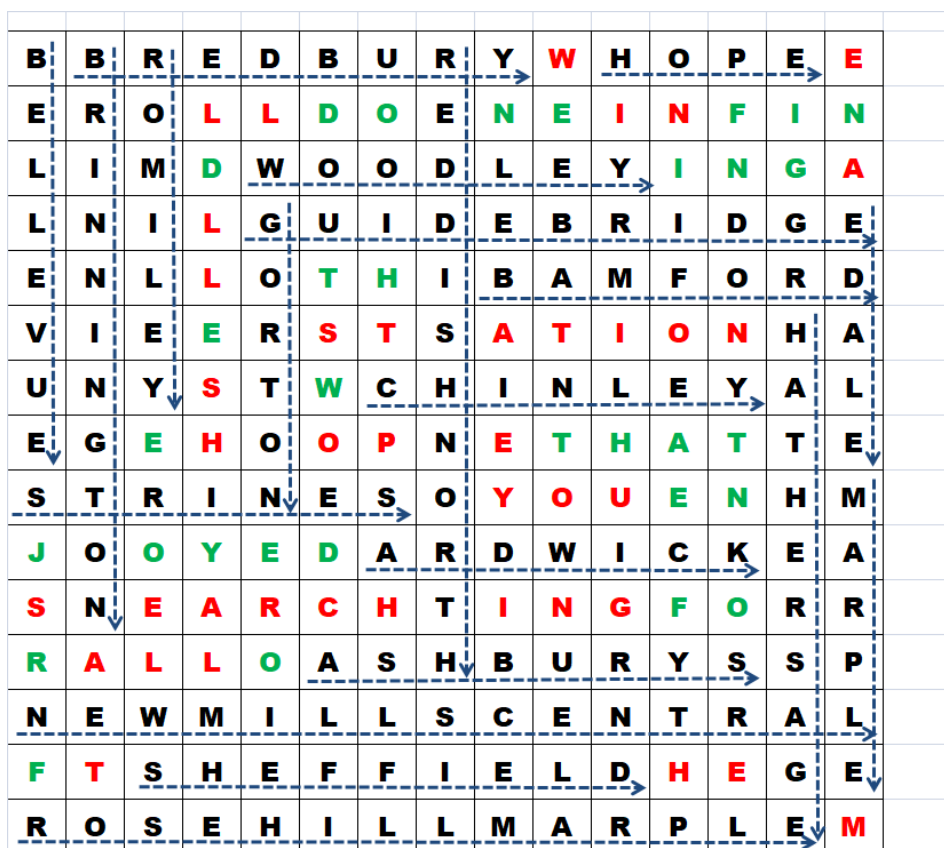 B B R E D B U R Y W H O P E E
E R O L L D O E N E I N F I N
L I M D W O O D L E Y I N G A
L N I L G U I D E B R I D G E
E N L L O T H I B A M F O R D
V I E E R S T S A T I O N H A
U N Y S T W C H I N L E Y A L
E G E H O O P N E T H A T T E
S T R I N E S O Y O U E N H M
J O O Y E D A R D W I C K E A
S N E A R C H T I N G F O R R
R A L L O A S H B U R Y S S P
N E W M I L L S C E N T R A L
F T S H E F F I E L D H E G E
R O S E H I L L M A R P L E M